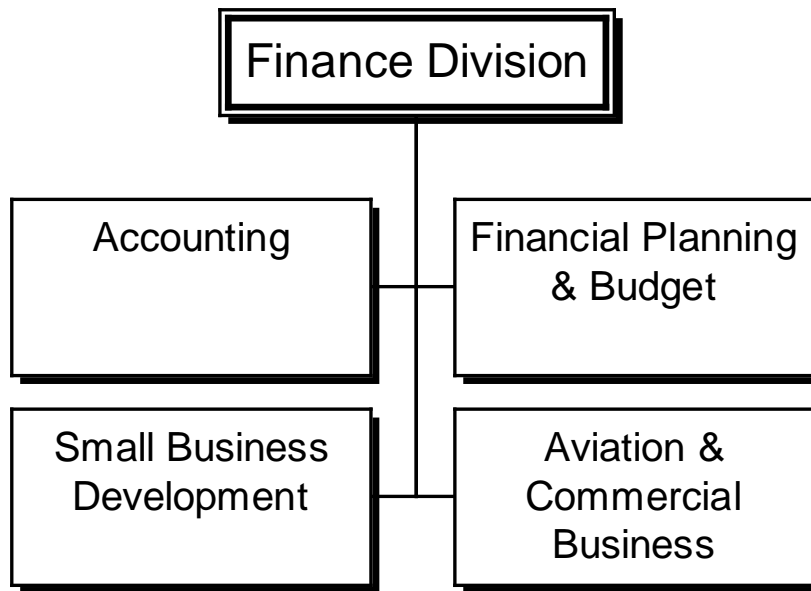 Finance Division
Accounting
Financial Planning
& Budget
Small Business
Development
Aviation &
Commercial
Business